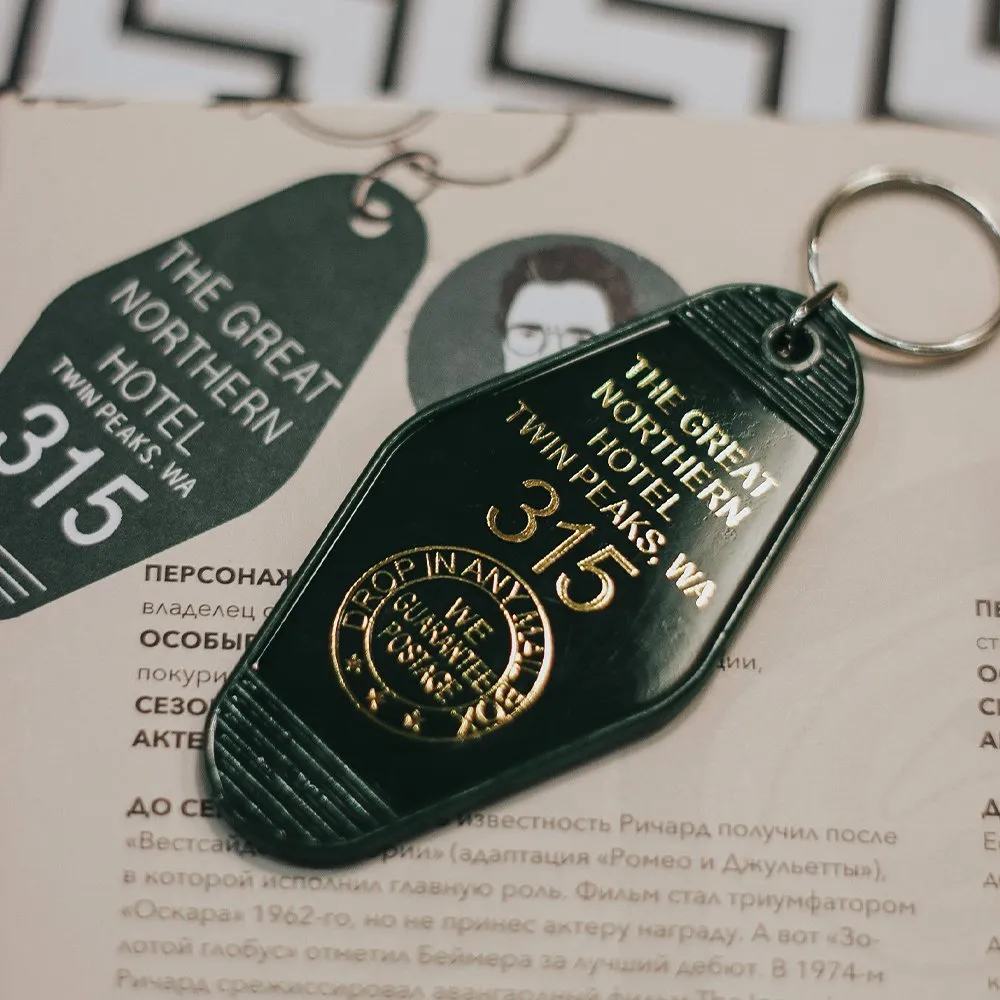 THE GREAT
NORTHERN
HOTEL
TWIN PEAKS, WA
315
THE GREAT
NORTHERN
HOTEL
TWIN PEAKS, WA
315
DROP IN ANY MAIL BOX
WE
GUARANTEE
POSTAGE
ПЕРСОНАЖ
владелец
ОСОБЫ
покури
СЕЗО
АКТЕ
ДО СЕ
известность Ричард получил после
«Вестсайд рии» (адаптация «Ромео и Джульетты»),
в которой исполнил главную роль. Фильм стал триумфатором
«Оскара» 1962-го, но не принес актеру награду. А вот «Зо-
лотой глобус» отметил Беймера за лучший дебют. В 1974-м
Ричард срежиссировал авангардный фильм The